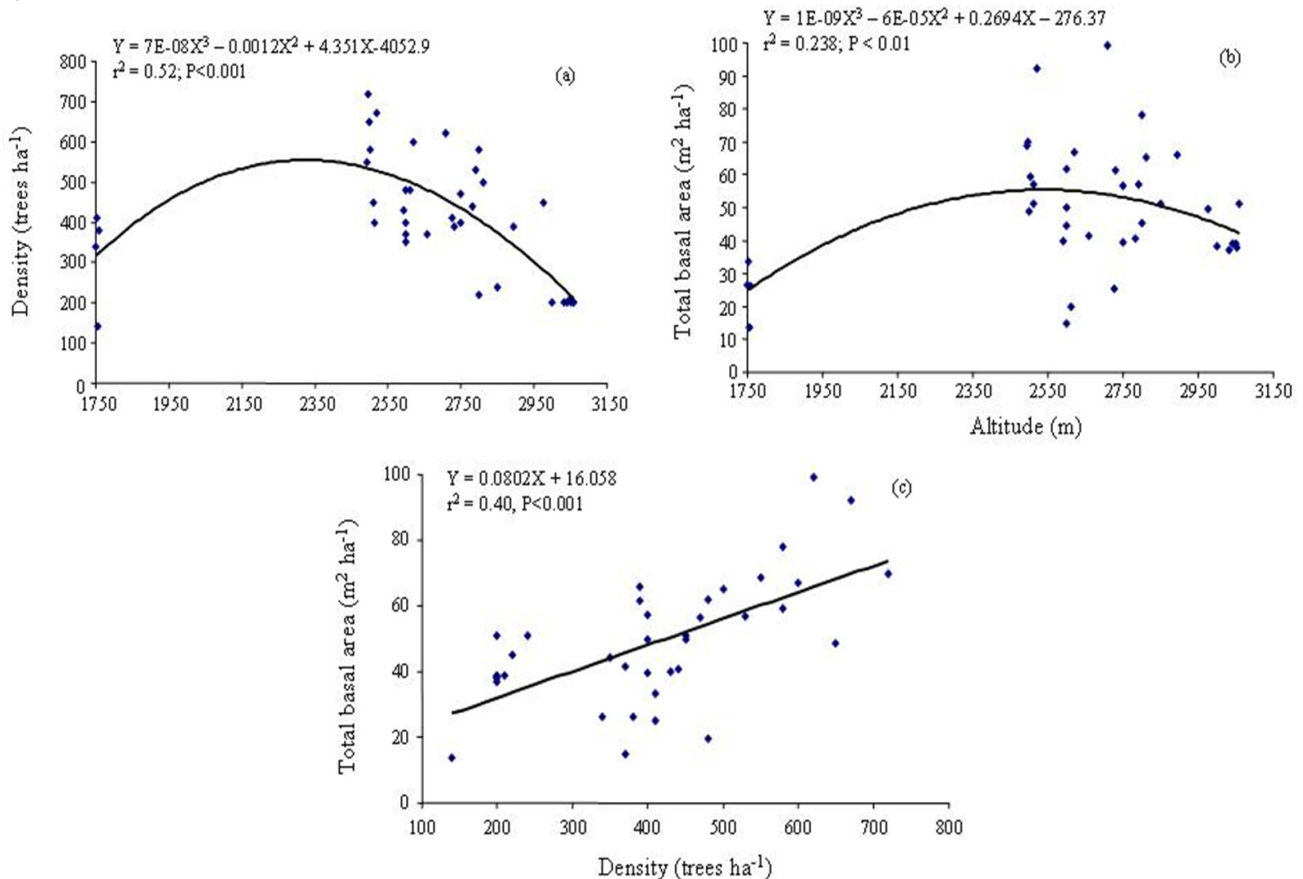 Y = 7E-08X³ – 0.0012X² + 4.351X-4052.9
r² = 0.52; P<0.001
(a)
Density (trees ha⁻¹)
800
700
600
500
400
300
200
100
0
1750 1950 2150 2350 2550 2750 2950 3150
Y = 1E-09X³ – 6E-05X² + 0.2694X – 276.37
r² = 0.238; P < 0.01
(b)
Total basal area (m² ha⁻¹)
100
90
80
70
60
50
40
30
20
10
0
1750 1950 2150 2350 2550 2750 2950 3150
Altitude (m)
Y = 0.0802X + 16.058
r² = 0.40, P<0.001
(c)
Total basal area (m² ha⁻¹)
100
80
60
40
20
0
100 200 300 400 500 600 700 800
Density (trees ha⁻¹)